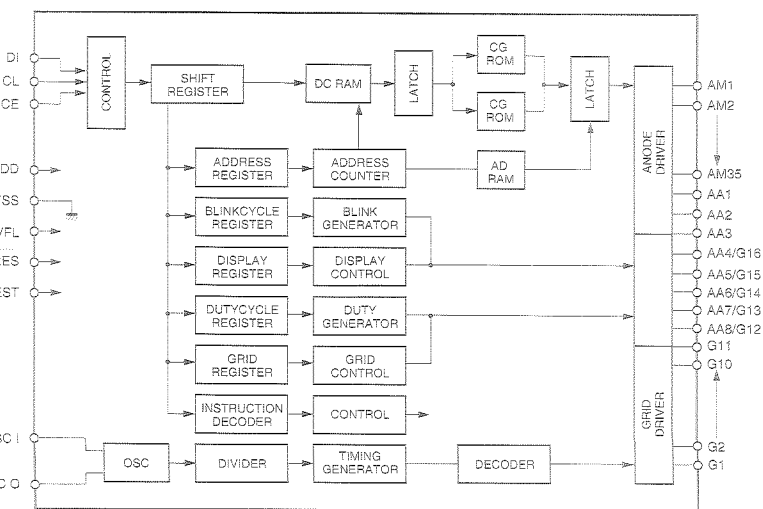 DI
CL
CE
DD
SS
/FL
RES
EST
SC I
C O
CONTROL
SHIFT
REGISTER
DC RAM
LATCH
CG
ROM
CG
ROM
LATCH
ADDRESS
REGISTER
ADDRESS
COUNTER
AD
RAM
BLINKCYCLE
REGISTER
BLINK
GENERATOR
DISPLAY
REGISTER
DISPLAY
CONTROL
DUTYCYCLE
REGISTER
DUTY
GENERATOR
GRID
REGISTER
GRID
CONTROL
INSTRUCTION
DECODER
CONTROL
OSC
DIVIDER
TIMING
GENERATOR
DECODER
ANODE
DRIVER
GRID
DRIVER
AM1
AM2
AM35
AA1
AA2
AA3
AA4/G16
AA5/G15
AA6/G14
AA7/G13
AA8/G12
G11
G10
G2
G1